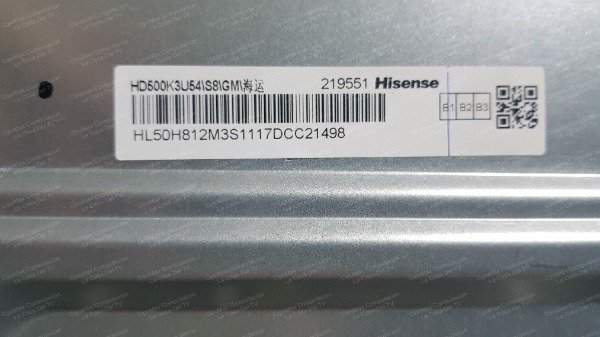 HD500K3U54\S8\GM\海运 219551 Hisense
B1 B2 B3
HL50H812M3S1117DCC21498